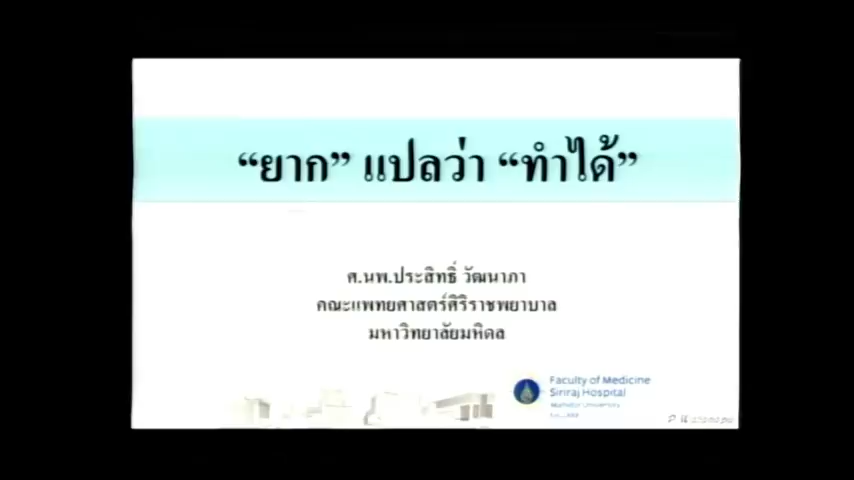 “ยาก” แปลว่า “ทำได้”
ศ.นพ.ประสิทธิ์ วัฒนาภา
คณะแพทยศาสตร์ศิริราชพยาบาล
มหาวิทยาลัยมหิดล
Faculty of Medicine
Siriraj Hospital
Mahidol University